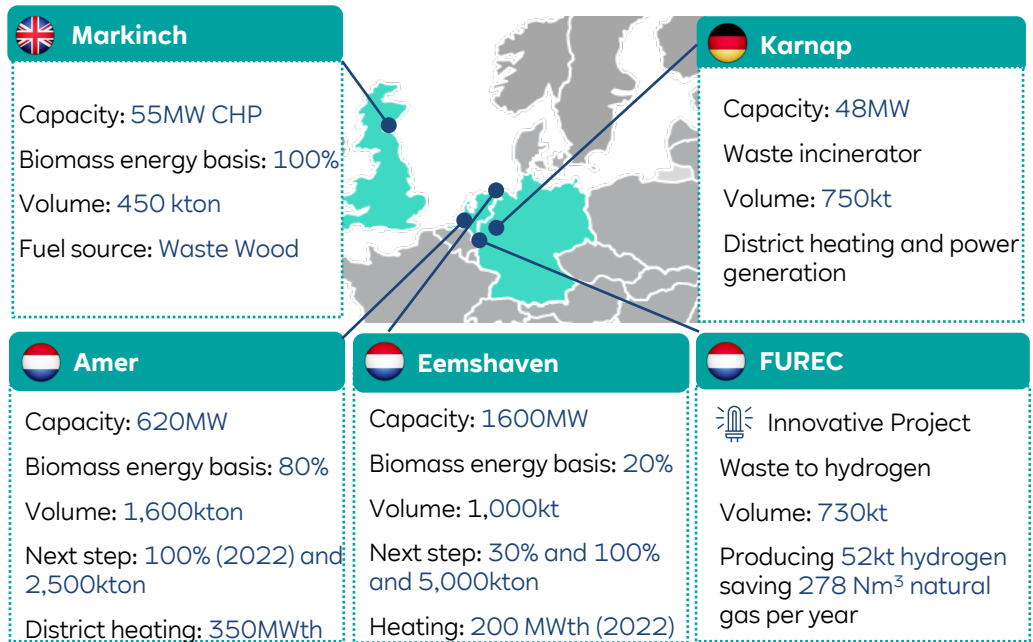 Markinch
Capacity: 55MW CHP
Biomass energy basis: 100%
Volume: 450 kton
Fuel source: Waste Wood
Karnap
Capacity: 48MW
Waste incinerator
Volume: 750kt
District heating and power
generation
Amer
Capacity: 620MW
Biomass energy basis: 80%
Volume: 1,600kton
Next step: 100% (2022) and
2,500kton
District heating: 350MWth
Eemshaven
Capacity: 1600MW
Biomass energy basis: 20%
Volume: 1,000kt
Next step: 30% and 100%
and 5,000kton
Heating: 200 MWth (2022)
FUREC
Innovative Project
Waste to hydrogen
Volume: 730kt
Producing 52kt hydrogen
saving 278 Nm³ natural
gas per year